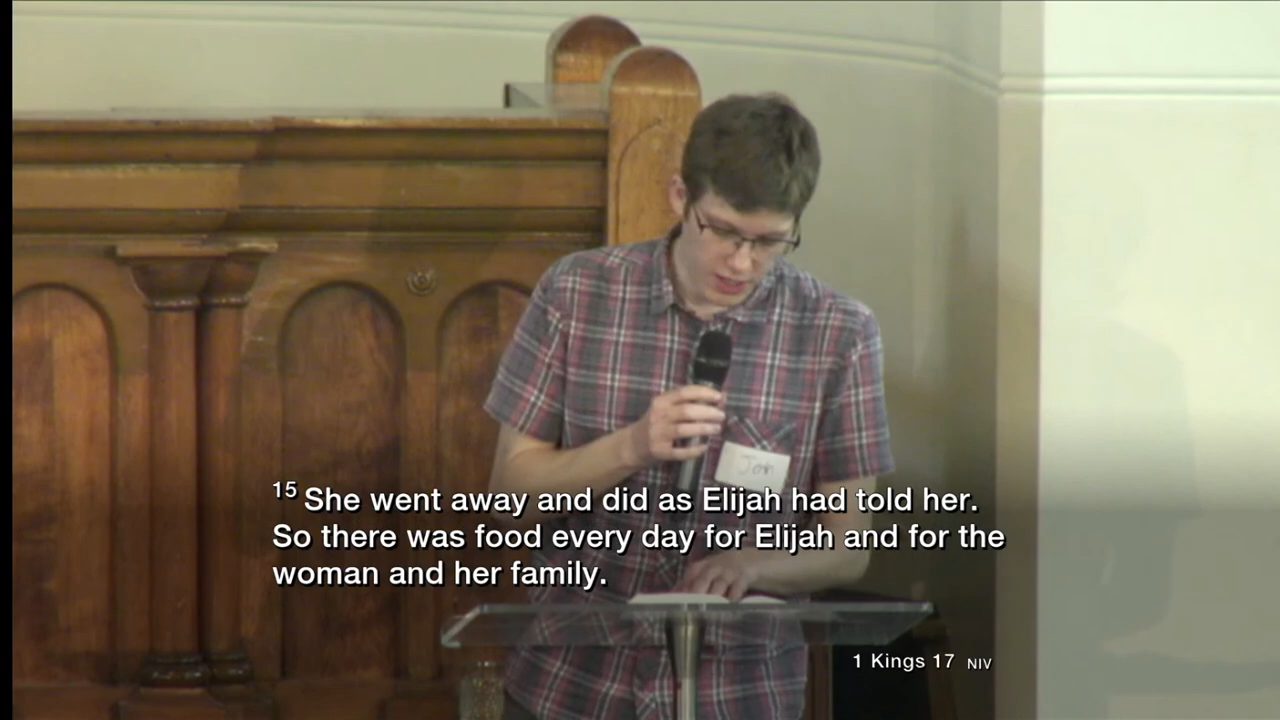 15 She went away and did as Elijah had told her.
So there was food every day for Elijah and for the
woman and her family.
1 Kings 17 NIV